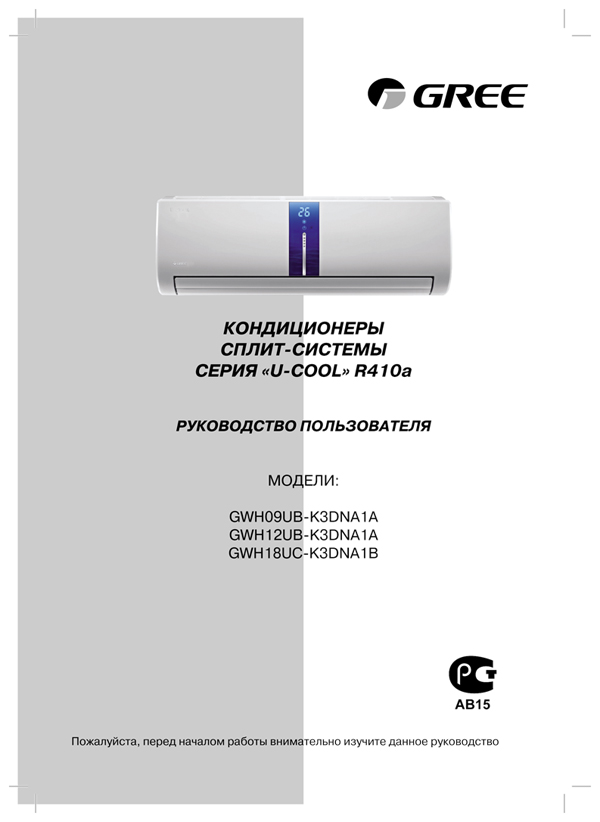 GREE
26
КОНДИЦИОНЕРЫ
СПЛИТ-СИСТЕМЫ
СЕРИЯ «U-COOL» R410a
РУКОВОДСТВО ПОЛЬЗОВАТЕЛЯ
МОДЕЛИ:
GWH09UB-K3DNA1A
GWH12UB-K3DNA1A
GWH18UC-K3DNA1B
АВ15
Пожалуйста, перед началом работы внимательно изучите данное руководство